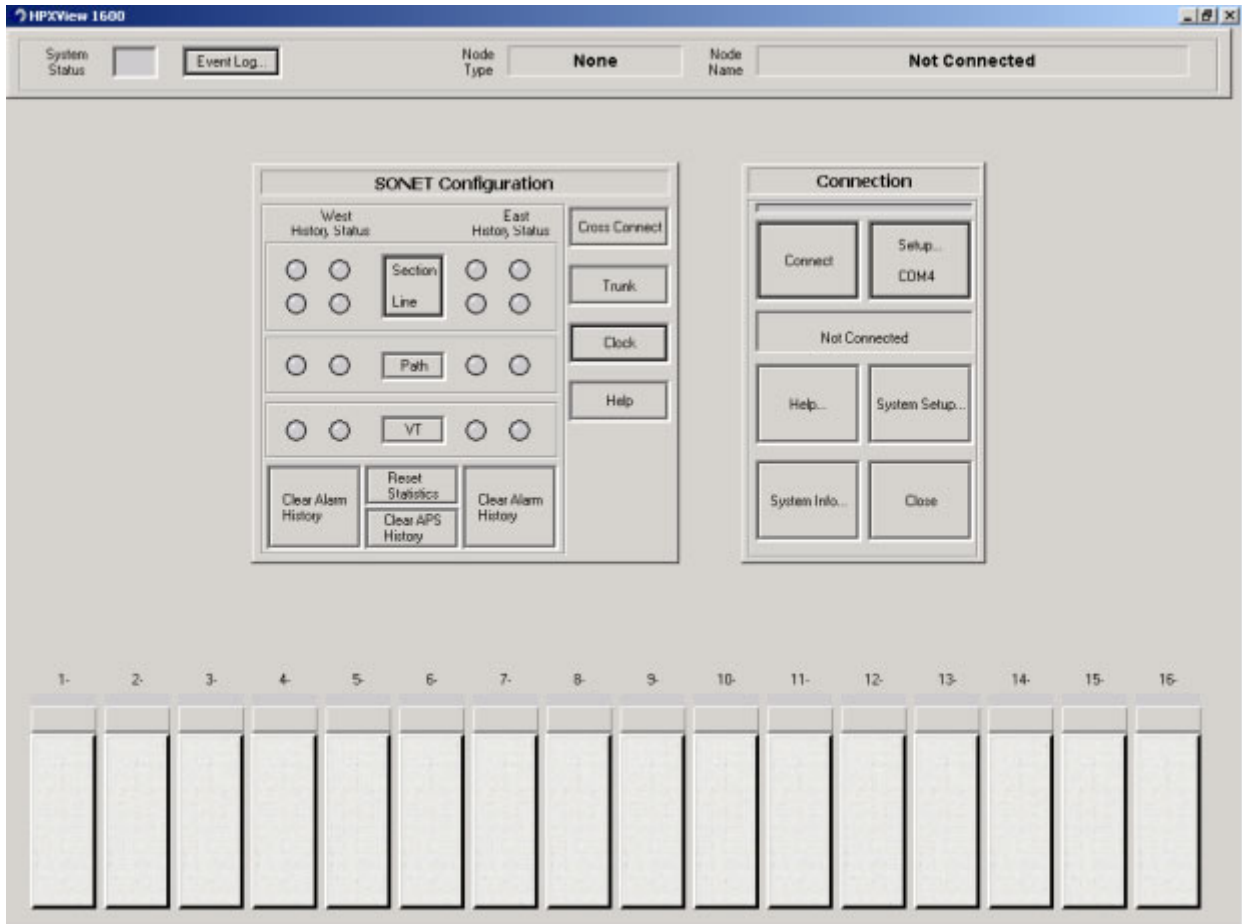 HPXView 1600
System
Status
Event Log...
Node
Type
None
Node
Name
Not Connected
SONET Configuration
West
History Status
East
History Status
Section
Line
Path
VT
Clear Alarm
History
Reset
Statistics
Clear APS
History
Clear Alarm
History
Cross Connect
Trunk
Clock
Help
Connection
Connect
Setup...
COM4
Not Connected
Help...
System Setup...
System Info...
Close
1- 2- 3- 4- 5- 6- 7- 8- 9- 10- 11- 12- 13- 14- 15- 16-